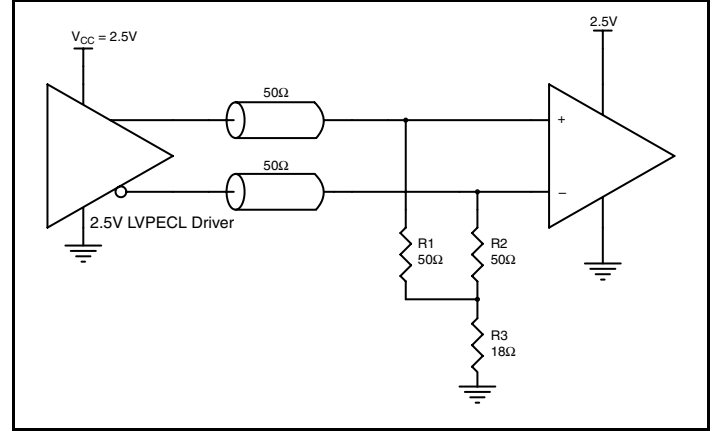 V_CC = 2.5V
2.5V
50Ω
+
50Ω
–
2.5V LVPECL Driver
R1
50Ω
R2
50Ω
R3
18Ω